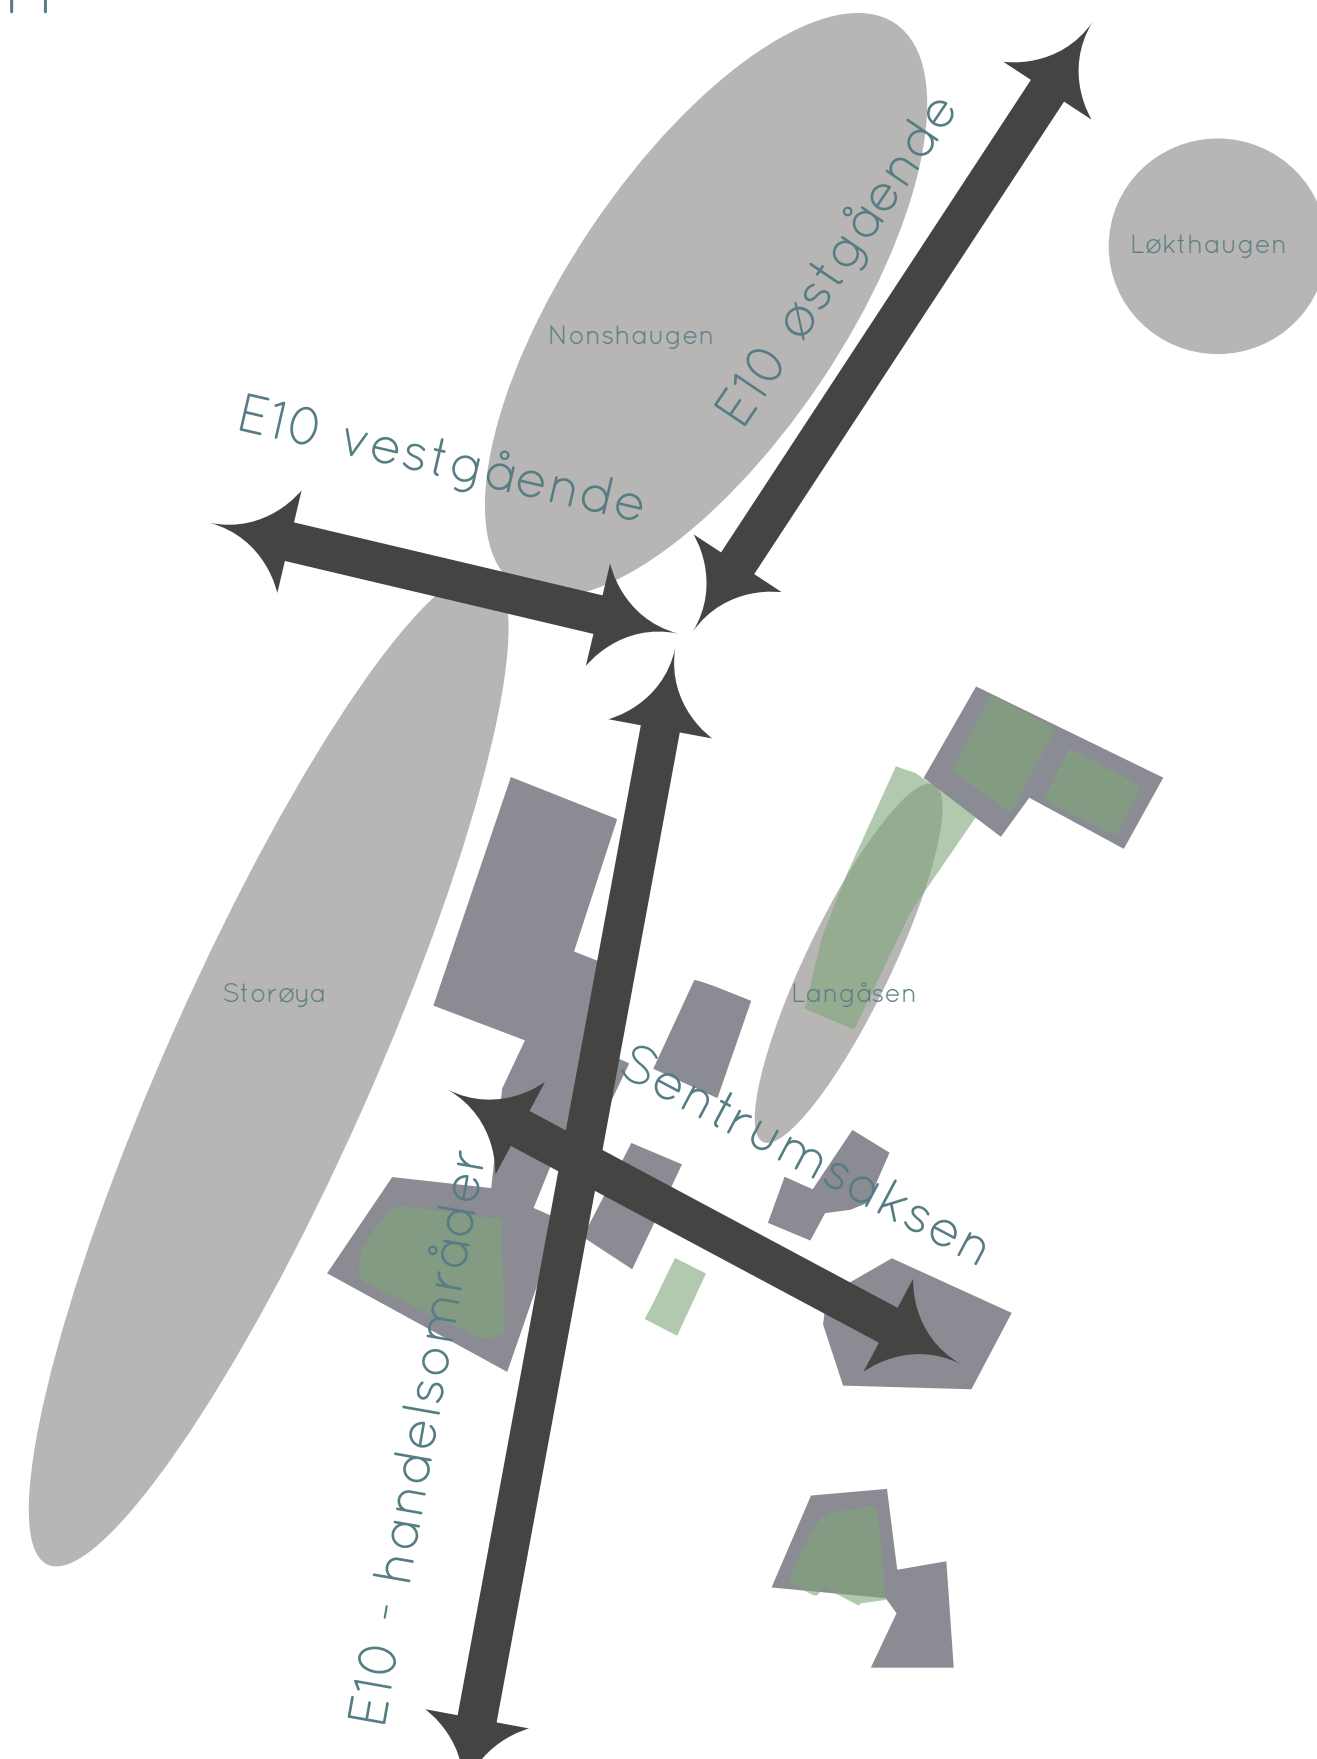 E10 østgående
Løkthaugen
Nonshaugen
E10 vestgående
Storøya
Langåsen
Sentrumsaksen
E10 - handelsområder